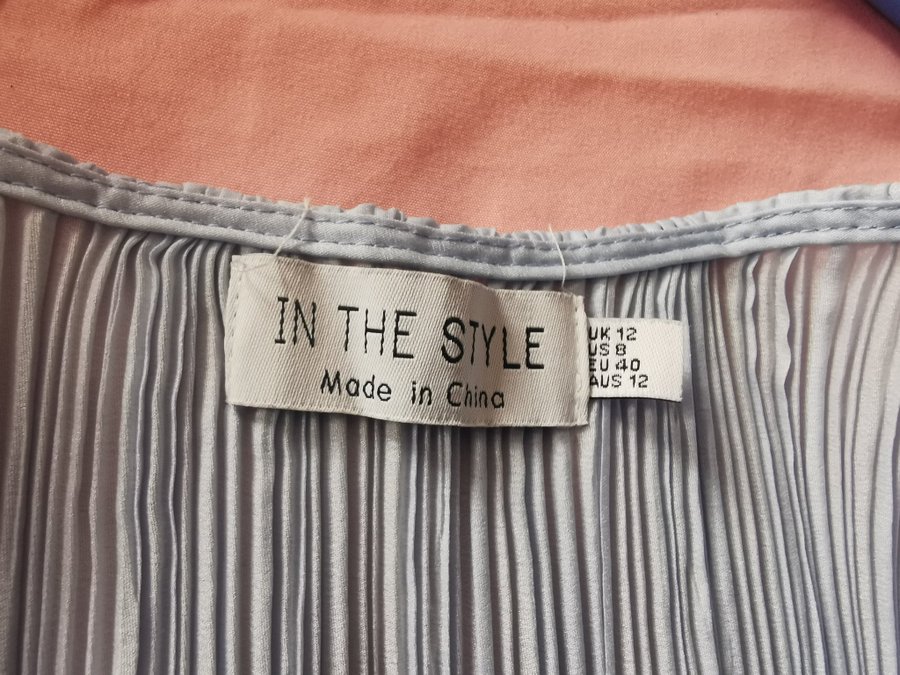 IN THE STYLE
Made in China
UK 12
US 8
EU 40
AUS 12